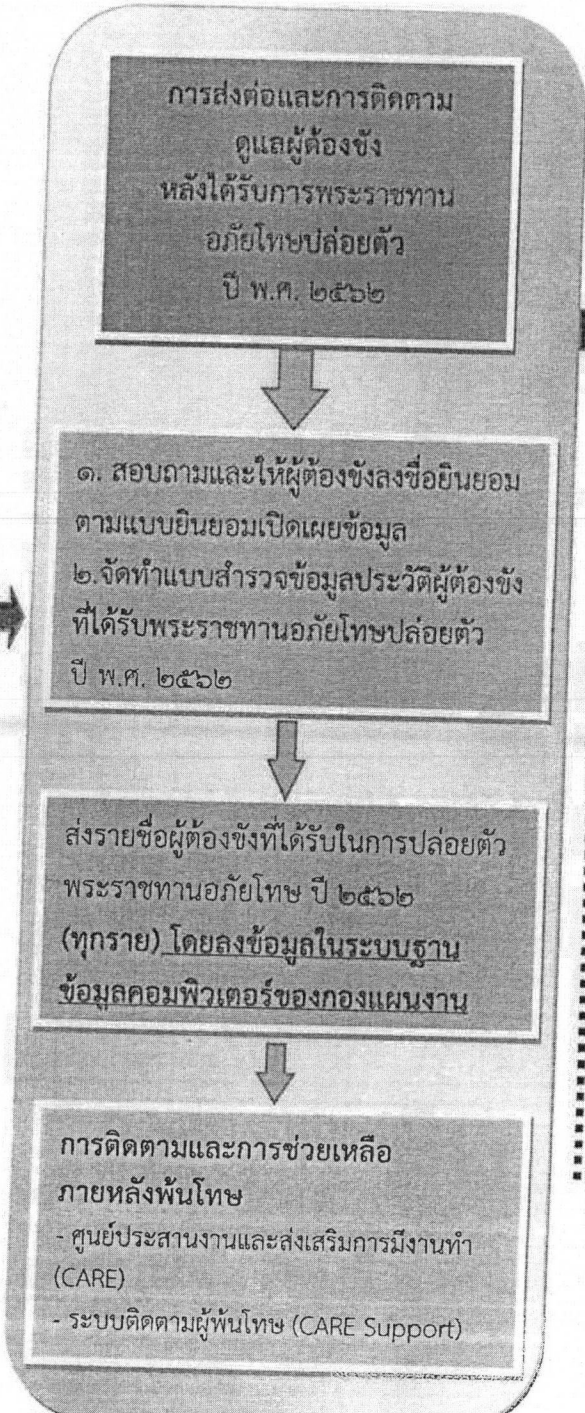 การส่งต่อและการติดตาม
ดูแลผู้ต้องขัง
หลังได้รับการพระราชทาน
อภัยโทษปล่อยตัว
ปี พ.ศ. ๒๕๖๒
๑. สอบถามและให้ผู้ต้องขังลงชื่อยินยอม
ตามแบบยินยอมเปิดเผยข้อมูล
๒.จัดทำแบบสำรวจข้อมูลประวัติผู้ต้องขัง
ที่ได้รับพระราชทานอภัยโทษปล่อยตัว
ปี พ.ศ. ๒๕๖๒
ส่งรายชื่อผู้ต้องขังที่ได้รับในการปล่อยตัว
พระราชทานอภัยโทษ ปี ๒๕๖๒
(ทุกราย) โดยลงข้อมูลในระบบฐาน
ข้อมูลคอมพิวเตอร์ของกองแผนงาน
การติดตามและการช่วยเหลือ
ภายหลังพ้นโทษ
- ศูนย์ประสานงานและส่งเสริมการมีงานทำ
(CARE)
- ระบบติดตามผู้พ้นโทษ (CARE Support)